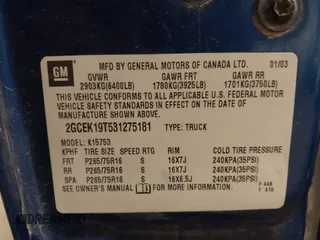 GM
MFD BY GENERAL MOTORS OF CANADA LTD. 01/03
GVWR GAWR FRT GAWR RR
2903KG(6400LB) 1780KG(3925LB) 1701KG(3750LB)
THIS VEHICLE CONFORMS TO ALL APPLICABLE U.S. FEDERAL MOTOR
VEHICLE SAFETY AND THEFT PREVENTION
STANDARDS IN EFFECT ON THE DATE OF
MANUFACTURE SHOWN ABOVE.
2GCEK19T531275181 TYPE: TRUCK
MODEL: K15753
KPHF TIRE SIZE SPEED RTG RIM COLD TIRE PRESSURE
FRT P265/75R16 S 16X7J 240KPA(35PSI)
RR P265/75R16 S 16X7J 240KPA(35PSI)
SPA P265/75R16 S 16X6.5J 240KPA(35PSI)
SEE OWNER'S MANUAL FOR ADDITIONAL INFORMATION.